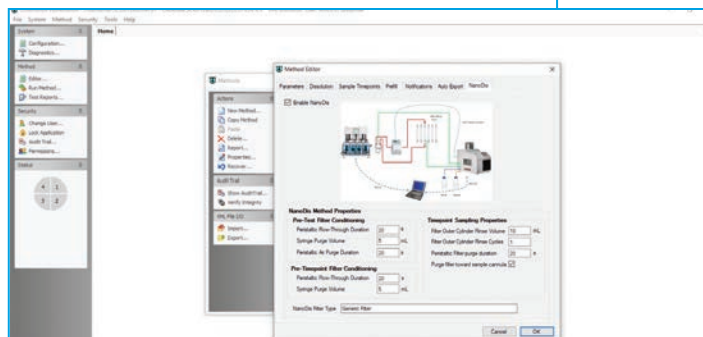 File System Method Security Tools Help
System
Configuration...
Diagnostics...
Method
Editor...
Run Method...
Test Reports...
Security
Change User...
Lock Application
Audit Trail...
Permissions...
Status
4 1
3 2
Home
Methods
Actions
New Method...
Copy Method
Paste
Delete...
Report...
Properties...
Recover...
Audit Trail
Show Audit Trail...
Verify Integrity
XML File I/O
Import...
Export...
Method Editor
Parameters Dissolution Sample Timepoints Prefill Notifications Auto Export NanoDis
Enable NanoDis
NanoDis Method Properties
Pre-Test Filter Conditioning
Peristaltic Flow-Through Duration 20 s
Syringe Purge Volume 5 mL
Peristaltic Air Purge Duration 20 s
Pre-Timepoint Filter Conditioning
Peristaltic Flow-Through Duration 20 s
Syringe Purge Volume 5 mL
Timepoint Sampling Properties
Filter Outer Cylinder Rinse Volume 10 mL
Filter Outer Cylinder Rinse Cycles 1
Peristaltic Filter purge duration 20 s
Purge filter toward sample cannula
NanoDis Filter Type Generic Filter
Cancel OK